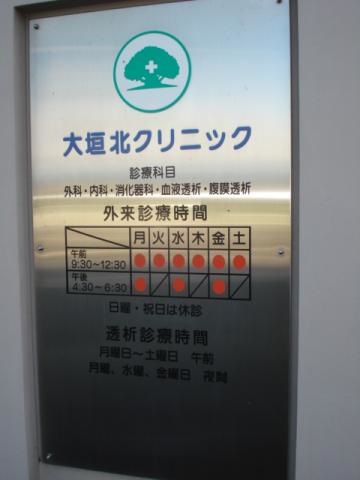 大垣北クリニック
診療科目
外科・内科・消化器科・血液透析・腹膜透析
外来診療時間
月 火 水 木 金 土
午前 9:30〜12:30 ● ● ● ● ● ●
午後 4:30〜6:30 ● ／ ● ／ ● ／
日曜・祝日は休診
透析診療時間
月曜日〜土曜日 午前
月曜、水曜、金曜日 夜間